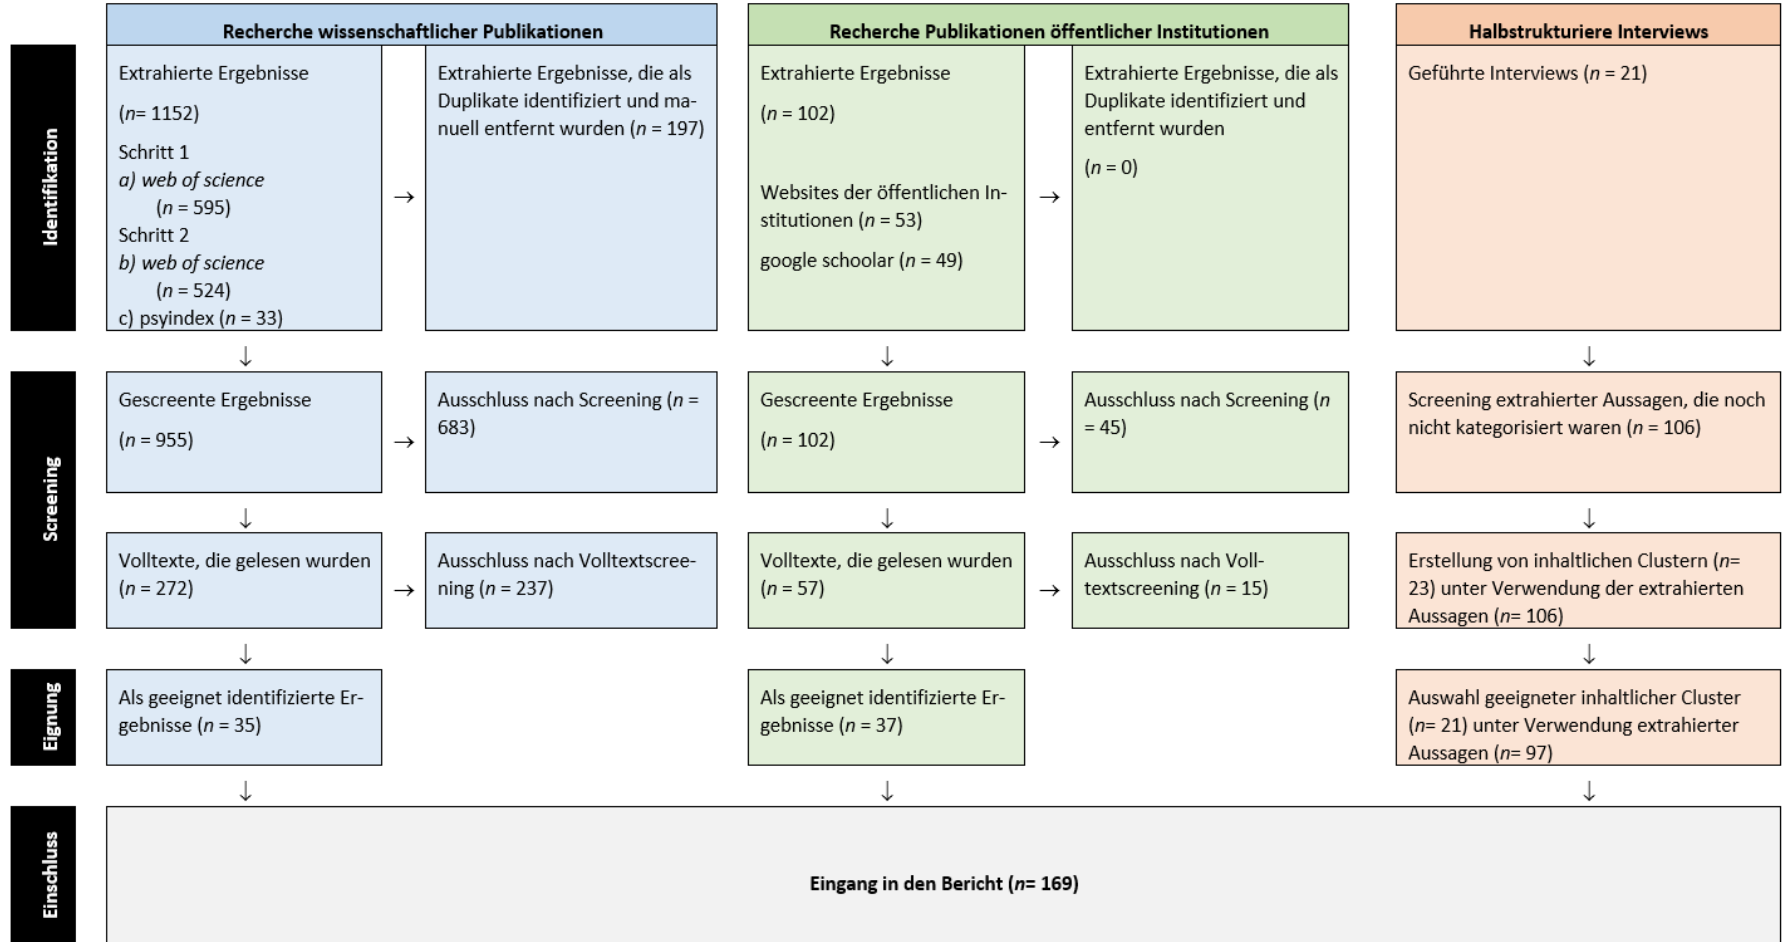 Recherche wissenschaftlicher Publikationen
Recherche Publikationen öffentlicher Institutionen
Halbstrukturiere Interviews
Identifikation
Extrahierte Ergebnisse
(n= 1152)
Schritt 1
a) web of science
(n = 595)
Schritt 2
b) web of science
(n = 524)
c) psyindex (n = 33)
→
Extrahierte Ergebnisse, die als
Duplikate identifiziert und ma-
nuell entfernt wurden (n = 197)
Extrahierte Ergebnisse
(n = 102)
Websites der öffentlichen In-
stitutionen (n = 53)
google schoolar (n = 49)
→
Extrahierte Ergebnisse, die als
Duplikate identifiziert und
entfernt wurden
(n = 0)
Geführte Interviews (n = 21)
↓
↓
↓
Screening
Gescreente Ergebnisse
(n = 955)
→
Ausschluss nach Screening (n =
683)
Gescreente Ergebnisse
(n = 102)
→
Ausschluss nach Screening (n
= 45)
Screening extrahierter Aussagen, die noch
nicht kategorisiert waren (n = 106)
↓
↓
↓
Volltexte, die gelesen wurden
(n = 272)
→
Ausschluss nach Volltextscree-
ning (n = 237)
Volltexte, die gelesen wurden
(n = 57)
→
Ausschluss nach Voll-
textscreening (n = 15)
Erstellung von inhaltlichen Clustern (n=
23) unter Verwendung der extrahierten
Aussagen (n= 106)
↓
↓
↓
Eignung
Als geeignet identifizierte Er-
gebnisse (n = 35)
Als geeignet identifizierte Er-
gebnisse (n = 37)
Auswahl geeigneter inhaltlicher Cluster
(n= 21) unter Verwendung extrahierter
Aussagen (n= 97)
↓
↓
↓
Einschluss
Eingang in den Bericht (n= 169)